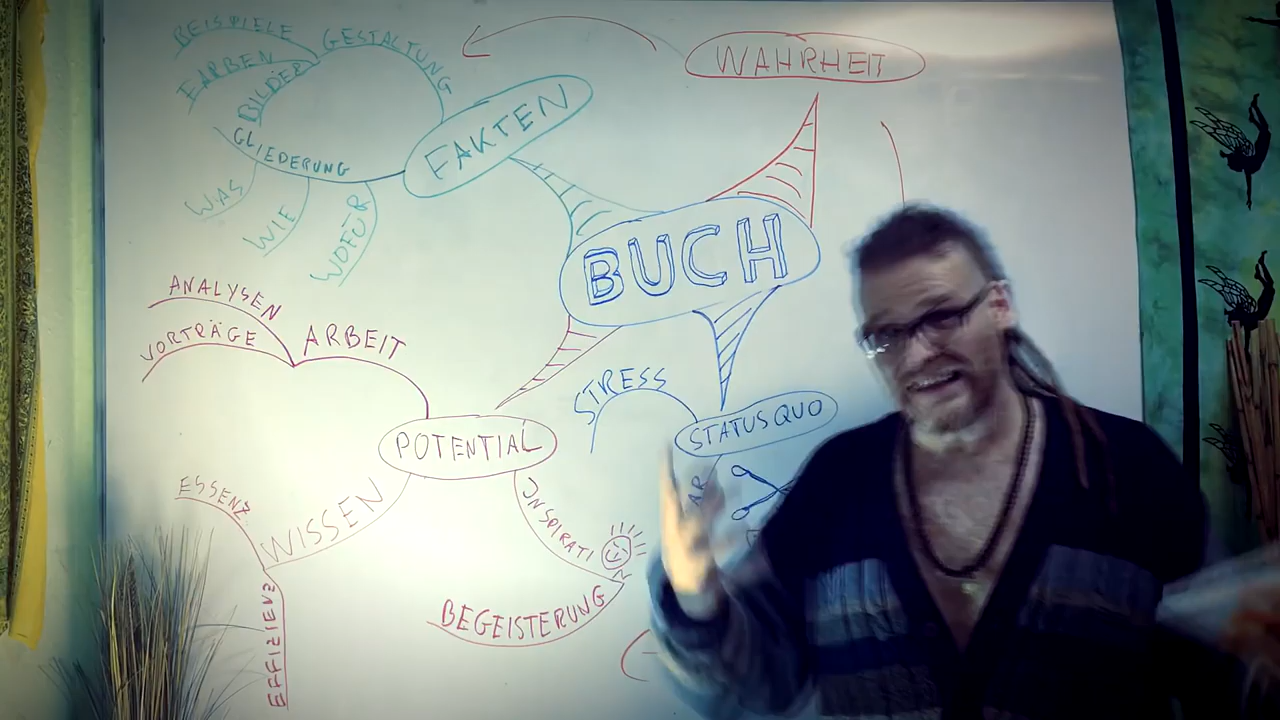 BEISPIELE
FARBEN
BILDER
GESTALTUNG
GLIEDERUNG
WAS
WIE
WOFÜR
FAKTEN
WAHRHEIT
BUCH
ANALYSEN
VORTRÄGE
ARBEIT
POTENTIAL
STRESS
STATUS QUO
AR
ESSENZ
WISSEN
EFFIZIENZ
INSPIRATI
N
BEGEISTERUNG